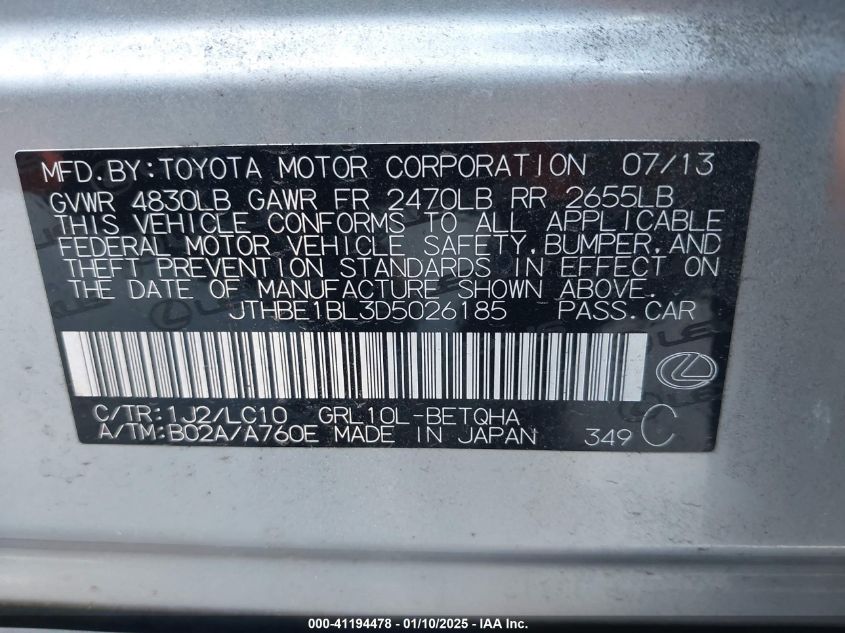 MFD.BY:TOYOTA MOTOR CORPORATION 07/13
GVWR 4830LB GAWR FR 2470LB RR 2655LB
THIS VEHICLE CONFORMS TO ALL APPLICABLE
FEDERAL MOTOR VEHICLE SAFETY,BUMPER,AND
THEFT PREVENTION STANDARDS IN EFFECT ON
THE DATE OF MANUFACTURE SHOWN ABOVE.
JTHBE1BL3D5026185 PASS.CAR
C/TR:1J2/LC10 GRL10L-BETQHA
A/TM:B02A/A760E MADE IN JAPAN 349 C
000-41194478 - 01/10/2025 - IAA Inc.